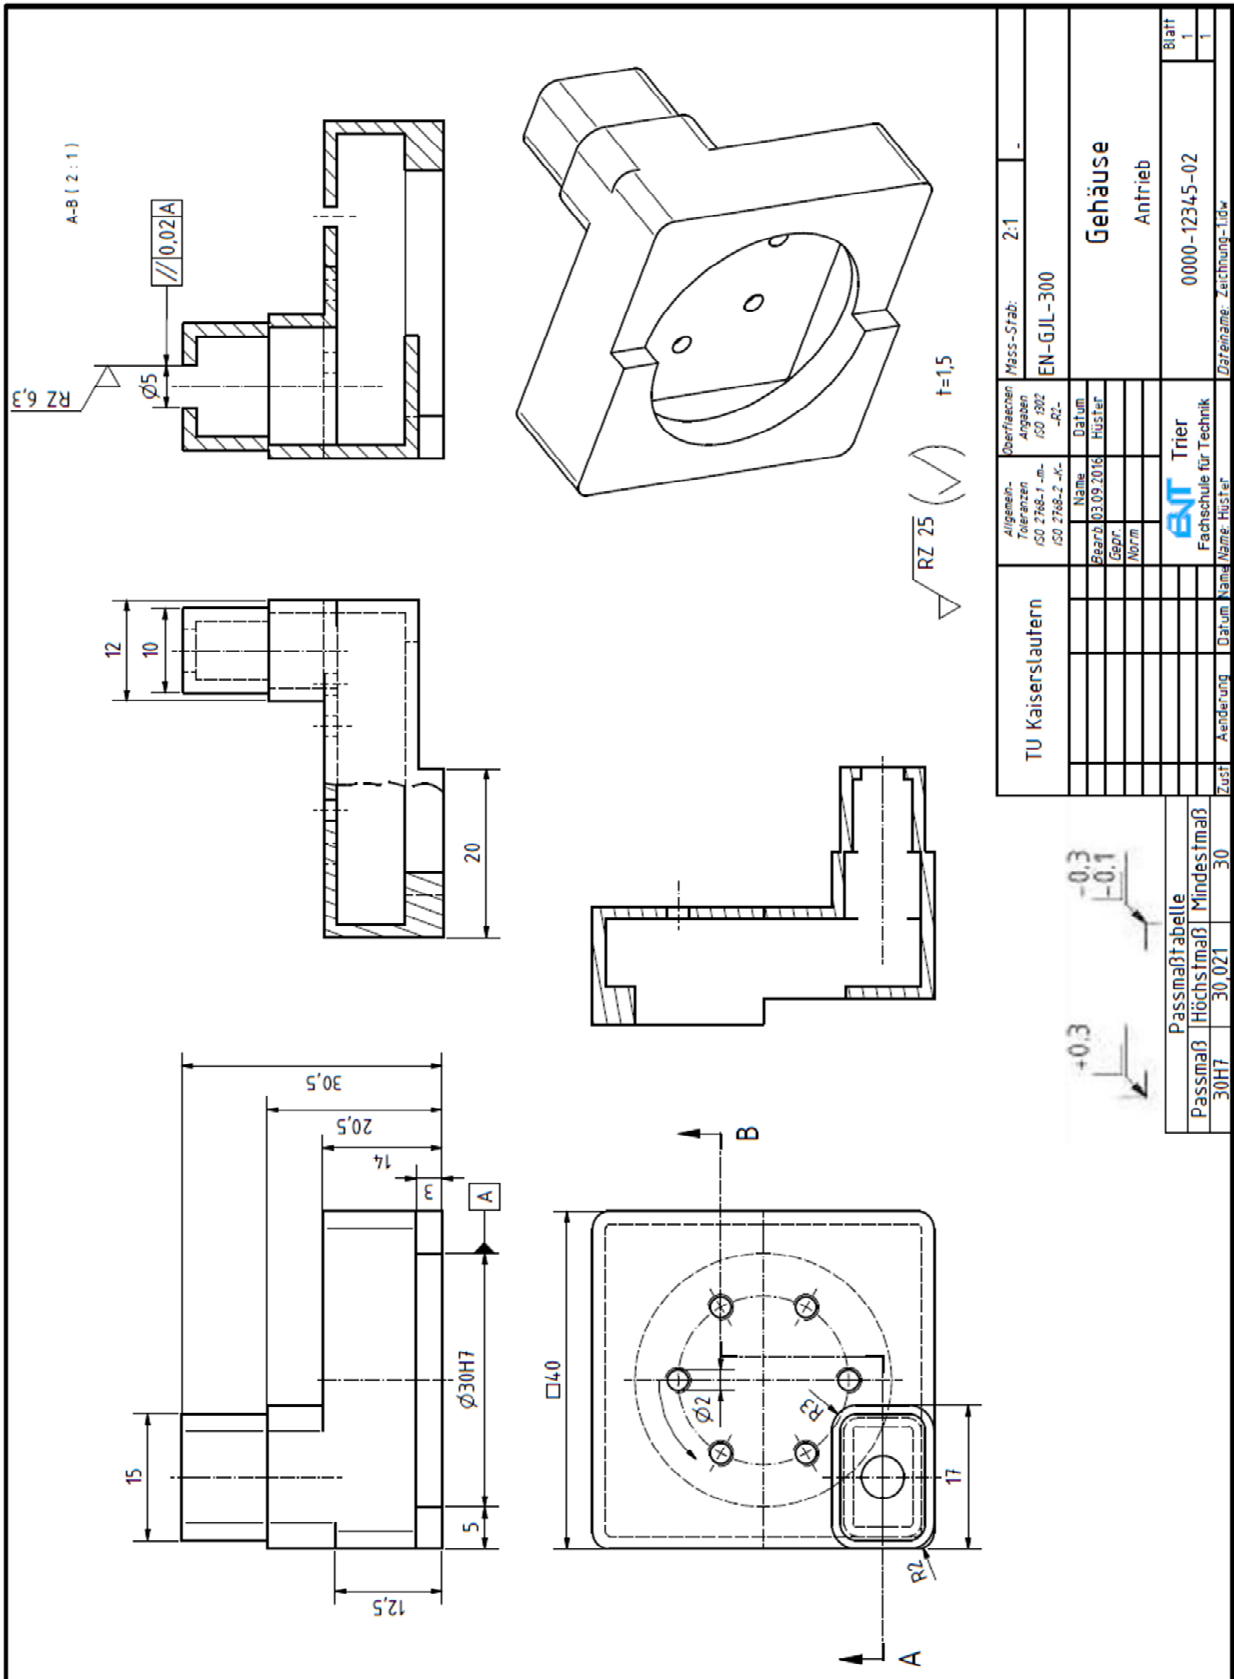 A-B ( 2 : 1 )
RZ 6,3
Ø5
// 0,02 A
12
10
20
30,5
20,5
14
3
A
15
Ø30H7
5
12,5
□40
B
Ø2
R3
17
R2
A
t=1,5
RZ 25 (✓)
+0.3
-0.3
-0.1
Passmaßtabelle
Passmaß Höchstmaß Mindestmaß
30H7 30,021 30
TU Kaiserslautern
Allgemein-
Toleranzen
ISO 2768-1 -m-
ISO 2768-2 -K-
Oberflaechen
Angaben
ISO 1302
-R2-
Mass-Stab: 2:1 -
EN-GJL-300
Name Datum
Bearb. 03.09.2016 Hüster
Gepr.
Norm
Gehäuse
Antrieb
BNT Trier
Fachschule für Technik
0000-12345-02
Blatt
1
1
Zust Aenderung Datum Name Name: Hüster Dateiname: Zeichnung-1.idw